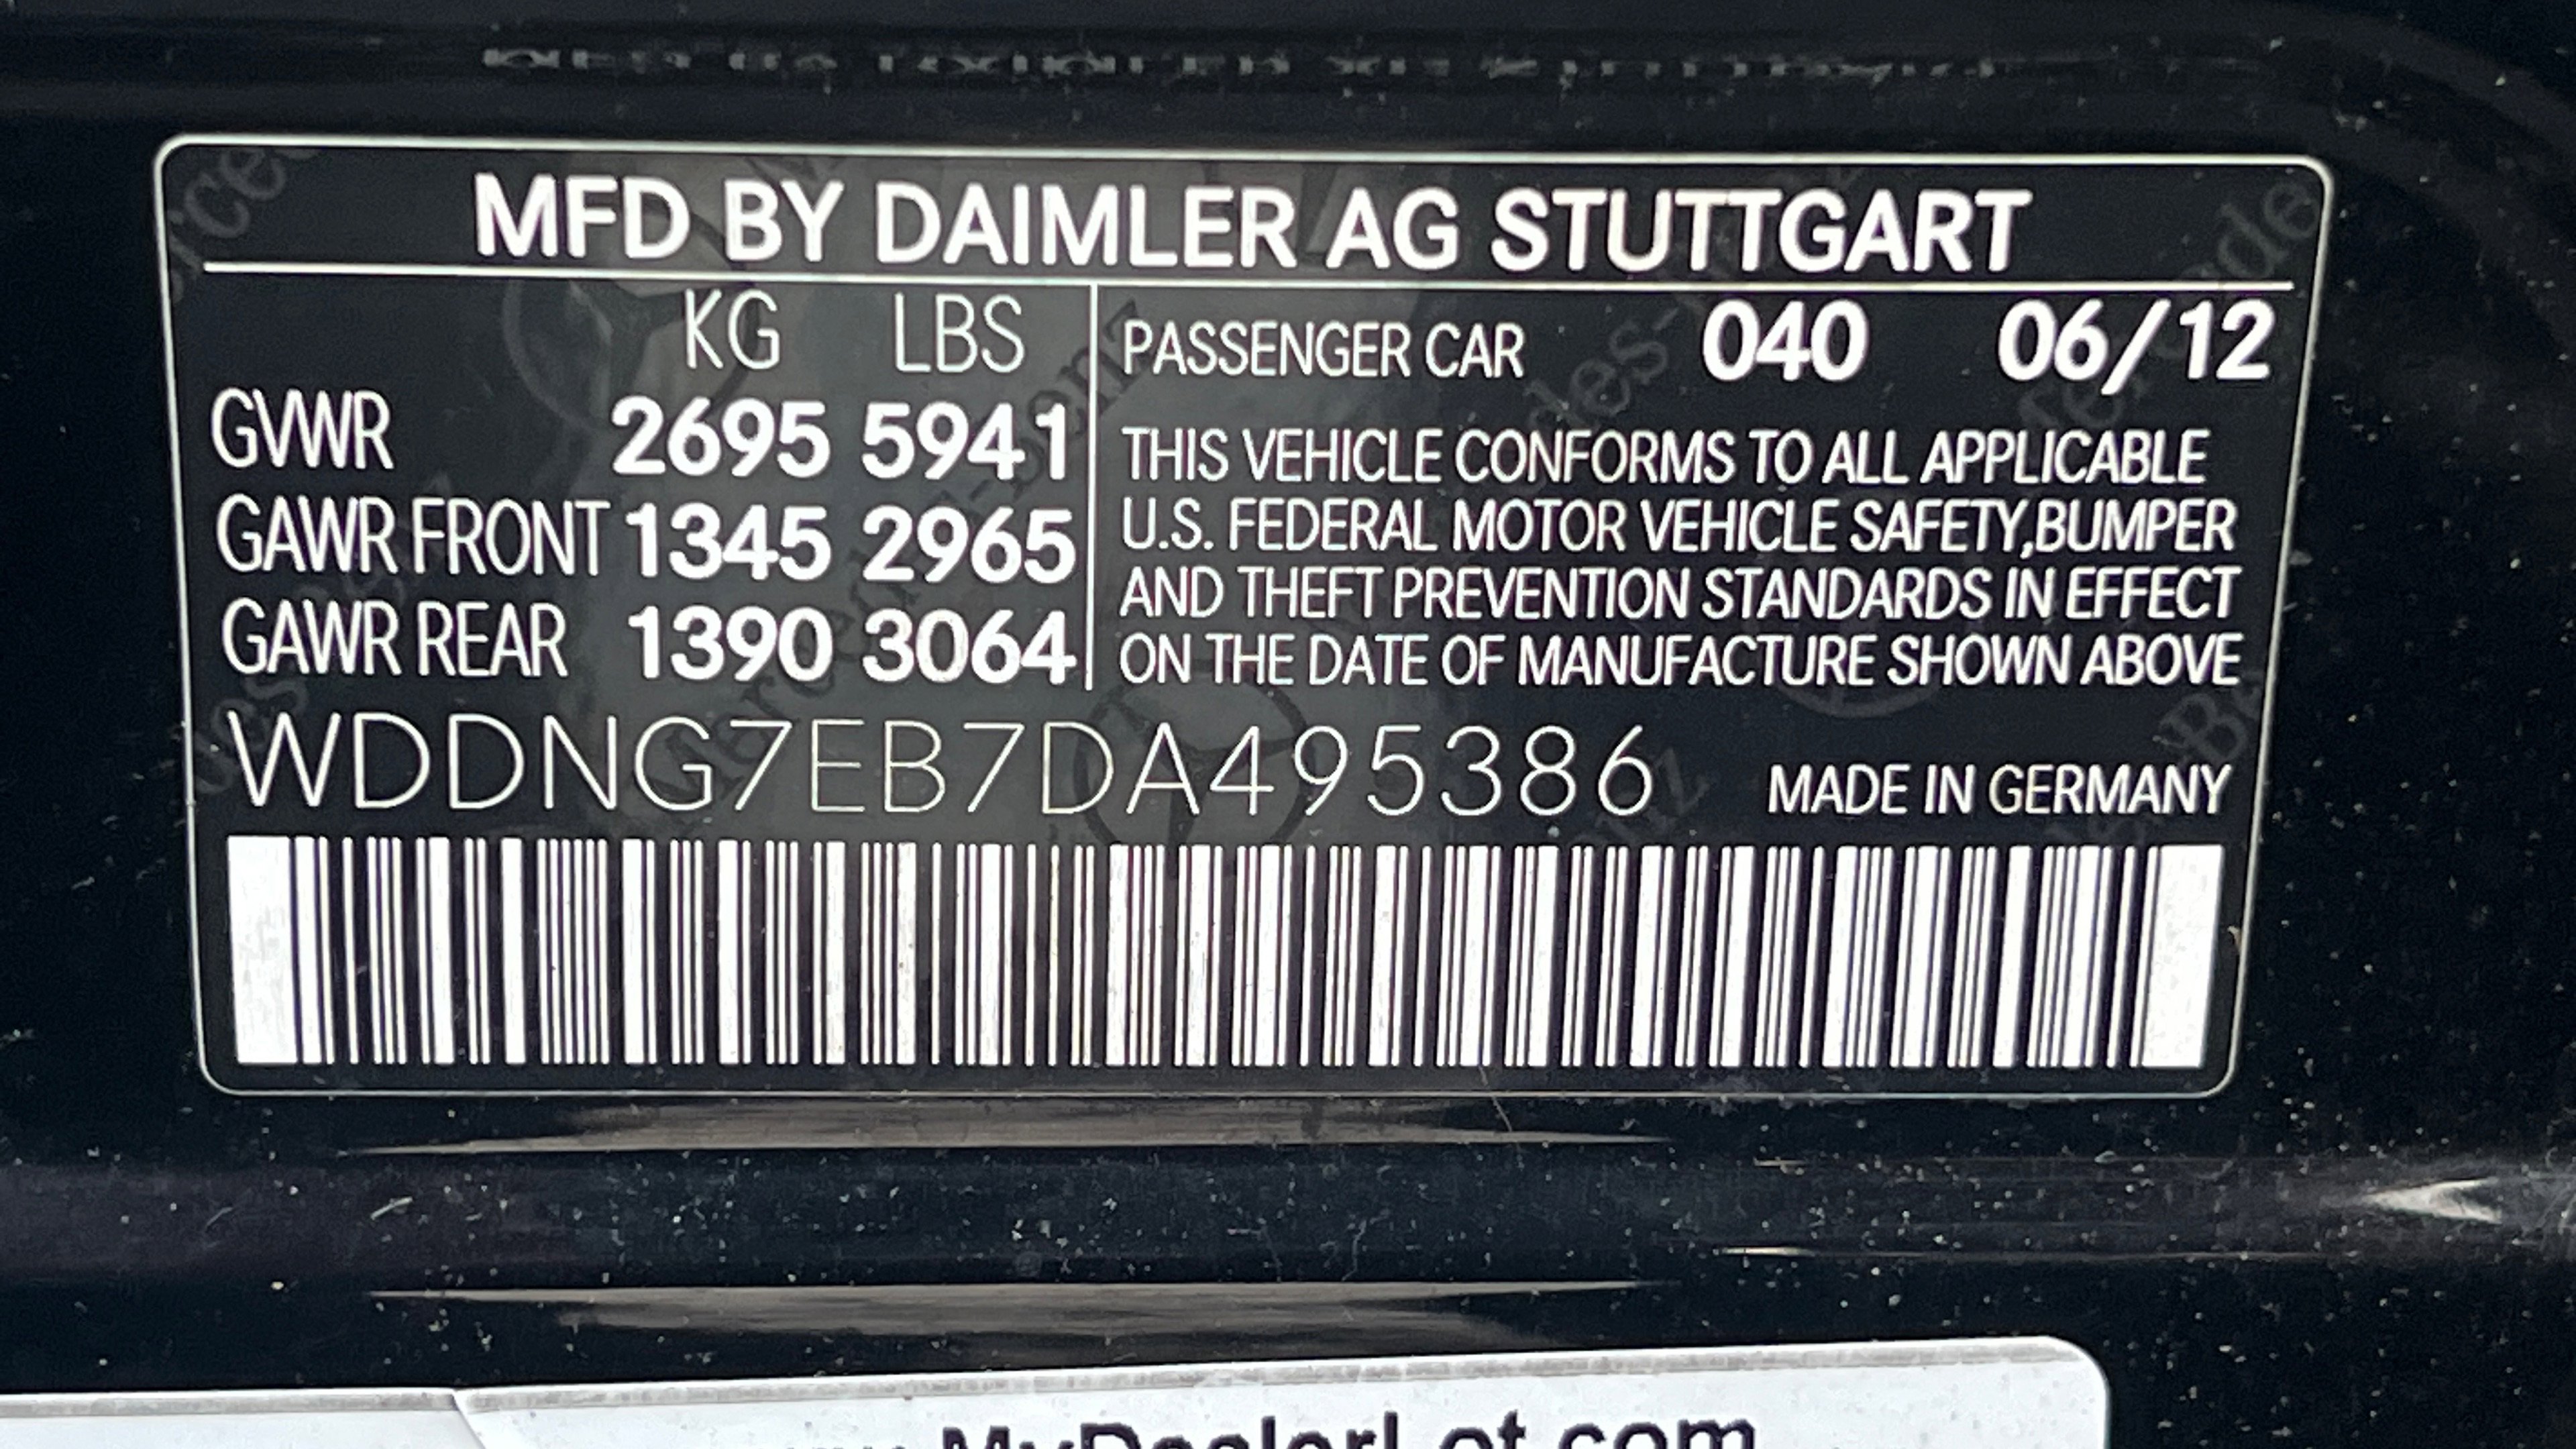 MFD BY DAIMLER AG STUTTGART
KG LBS
GVWR 2695 5941
GAWR FRONT 1345 2965
GAWR REAR 1390 3064
PASSENGER CAR 040 06/12
THIS VEHICLE CONFORMS TO ALL APPLICABLE
U.S. FEDERAL MOTOR VEHICLE SAFETY,BUMPER
AND THEFT PREVENTION STANDARDS IN EFFECT
ON THE DATE OF MANUFACTURE SHOWN ABOVE
WDDNG7EB7DA495386
MADE IN GERMANY
MyDealerLot.com